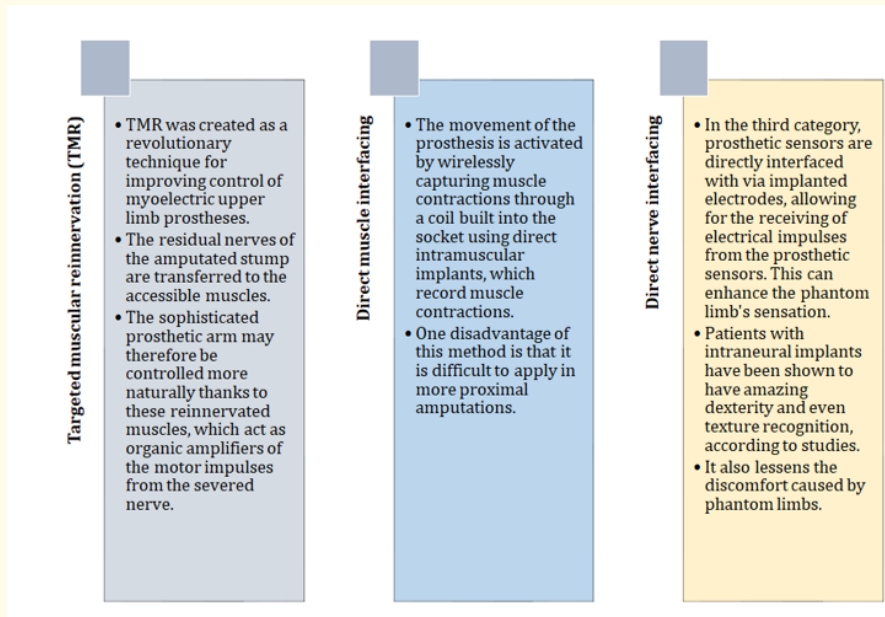 Targeted muscular reinnervation (TMR)
• TMR was created as a
revolutionary
technique for
improving control of
myoelectric upper
limb prostheses.
• The residual nerves of
the amputated stump
are transferred to the
accessible muscles.
• The sophisticated
prosthetic arm may
therefore be
controlled more
naturally thanks to
these reinnervated
muscles, which act as
organic amplifiers of
the motor impulses
from the severed
nerve.
Direct muscle interfacing
• The movement of the
prosthesis is activated
by wirelessly
capturing muscle
contractions through
a coil built into the
socket using direct
intramuscular
implants, which
record muscle
contractions.
• One disadvantage of
this method is that it
is difficult to apply in
more proximal
amputations.
Direct nerve interfacing
• In the third category,
prosthetic sensors are
directly interfaced
with via implanted
electrodes, allowing
for the receiving of
electrical impulses
from the prosthetic
sensors. This can
enhance the phantom
limb's sensation.
• Patients with
intraneural implants
have been shown to
have amazing
dexterity and even
texture recognition,
according to studies.
• It also lessens the
discomfort caused by
phantom limbs.